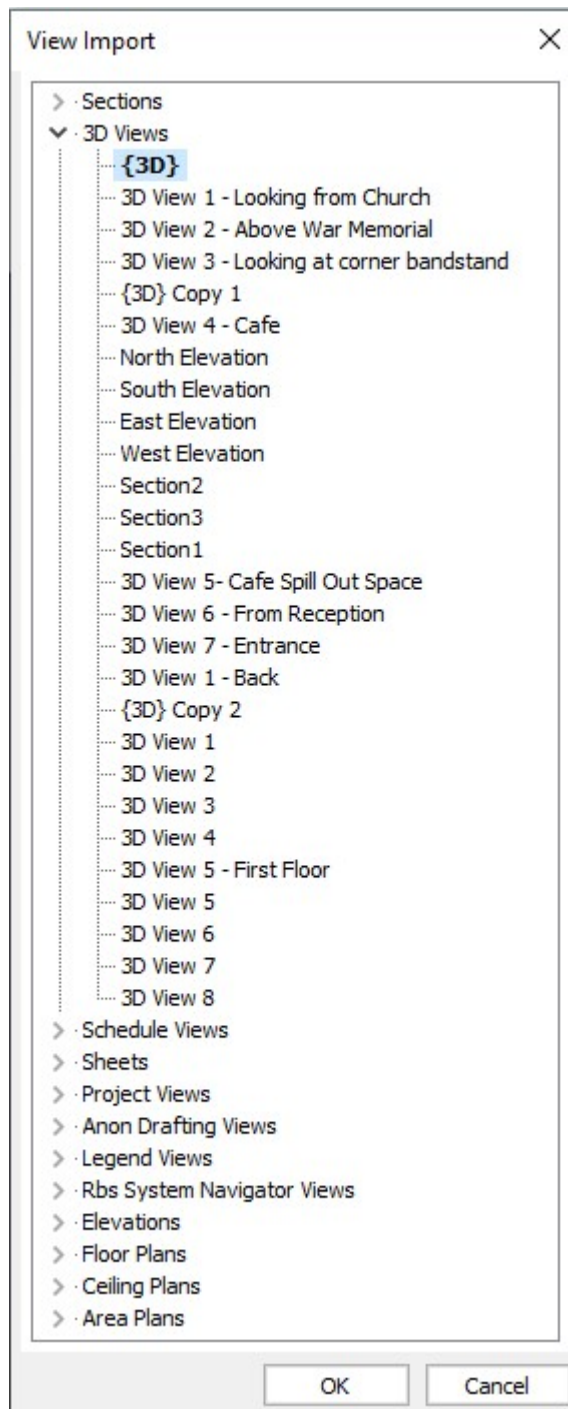 View Import
Sections
3D Views
{3D}
3D View 1 - Looking from Church
3D View 2 - Above War Memorial
3D View 3 - Looking at corner bandstand
{3D} Copy 1
3D View 4 - Cafe
North Elevation
South Elevation
East Elevation
West Elevation
Section2
Section3
Section1
3D View 5- Cafe Spill Out Space
3D View 6 - From Reception
3D View 7 - Entrance
3D View 1 - Back
{3D} Copy 2
3D View 1
3D View 2
3D View 3
3D View 4
3D View 5 - First Floor
3D View 5
3D View 6
3D View 7
3D View 8
Schedule Views
Sheets
Project Views
Anon Drafting Views
Legend Views
Rbs System Navigator Views
Elevations
Floor Plans
Ceiling Plans
Area Plans
OK Cancel